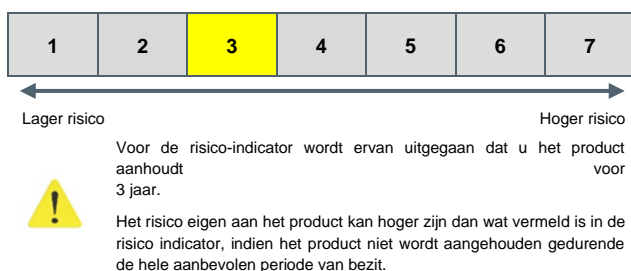 1 2 3 4 5 6 7
Lager risico Hoger risico
Voor de risico-indicator wordt ervan uitgegaan dat u het product
aanhoudt voor
3 jaar.
Het risico eigen aan het product kan hoger zijn dan wat vermeld is in de
risico indicator, indien het product niet wordt aangehouden gedurende
de hele aanbevolen periode van bezit.